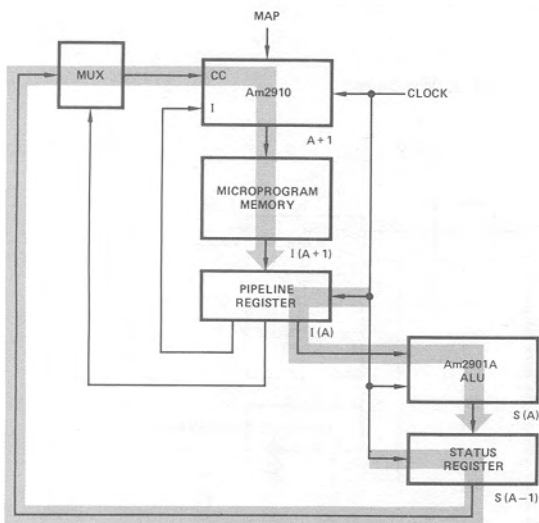 MAP
MUX
CC
Am2910
I
CLOCK
A+1
MICROPROGRAM
MEMORY
I (A+1)
PIPELINE
REGISTER
I (A)
Am2901A
ALU
S (A)
STATUS
REGISTER
S (A−1)